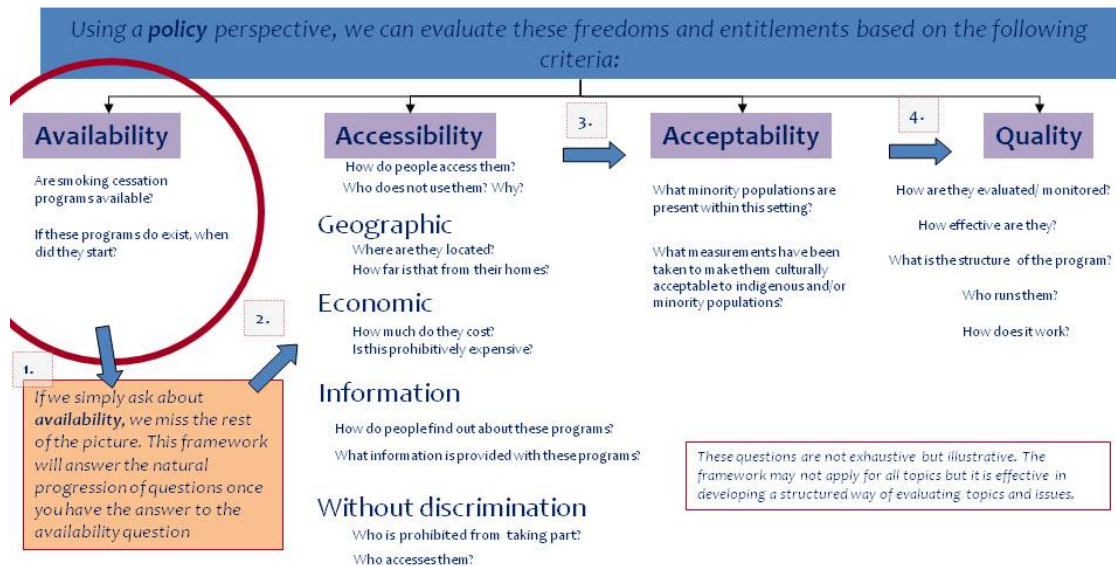 Using a policy perspective, we can evaluate these freedoms and entitlements based on the following
criteria:
Availability
Are smoking cessation
programs available?
If these programs do exist, when
did they start?
1.
If we simply ask about
availability, we miss the rest
of the picture. This framework
will answer the natural
progression of questions once
you have the answer to the
availability question
2.
Accessibility
How do people access them?
Who does not use them? Why?
Geographic
Where are they located?
How far is that from their homes?
Economic
How much do they cost?
Is this prohibitively expensive?
Information
How do people find out about these programs?
What information is provided with these programs?
Without discrimination
Who is prohibited from taking part?
Who accesses them?
3.
Acceptability
What minority populations are
present within this setting?
What measurements have been
taken to make them culturally
acceptable to indigenous and/or
minority populations?
4.
Quality
How are they evaluated/ monitored?
How effective are they?
What is the structure of the program?
Who runs them?
How does it work?
These questions are not exhaustive but illustrative. The
framework may not apply for all topics but it is effective in
developing a structured way of evaluating topics and issues.